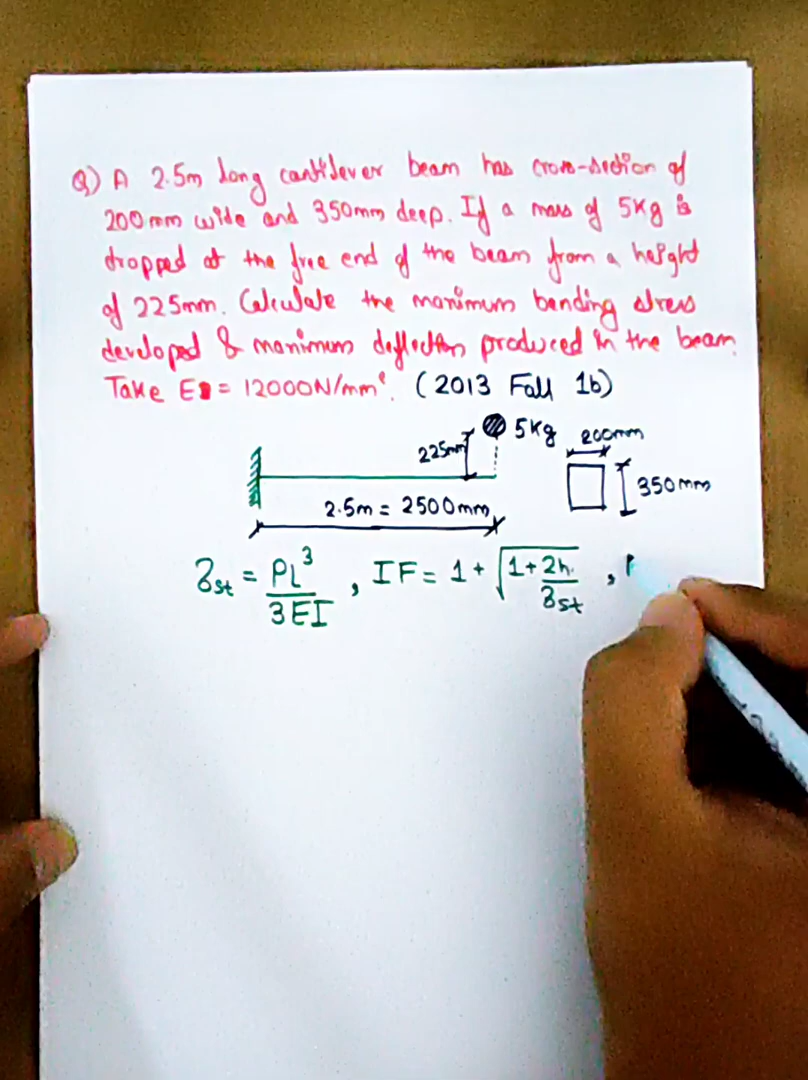 Q) A 2.5m long cantilever beam has cross-section of
200mm wide and 350mm deep. If a mass of 5Kg is
dropped at the free end of the beam from a height
of 225mm. Calculate the maximum bending stress
developed & maximum deflection produced in the beam.
Take E = 12000N/mm². (2013 Fall 1b)
5Kg
200mm
225mm
350mm
2.5m = 2500mm
δst = PL³/3EI , IF = 1 + √(1+2h/δst) ,